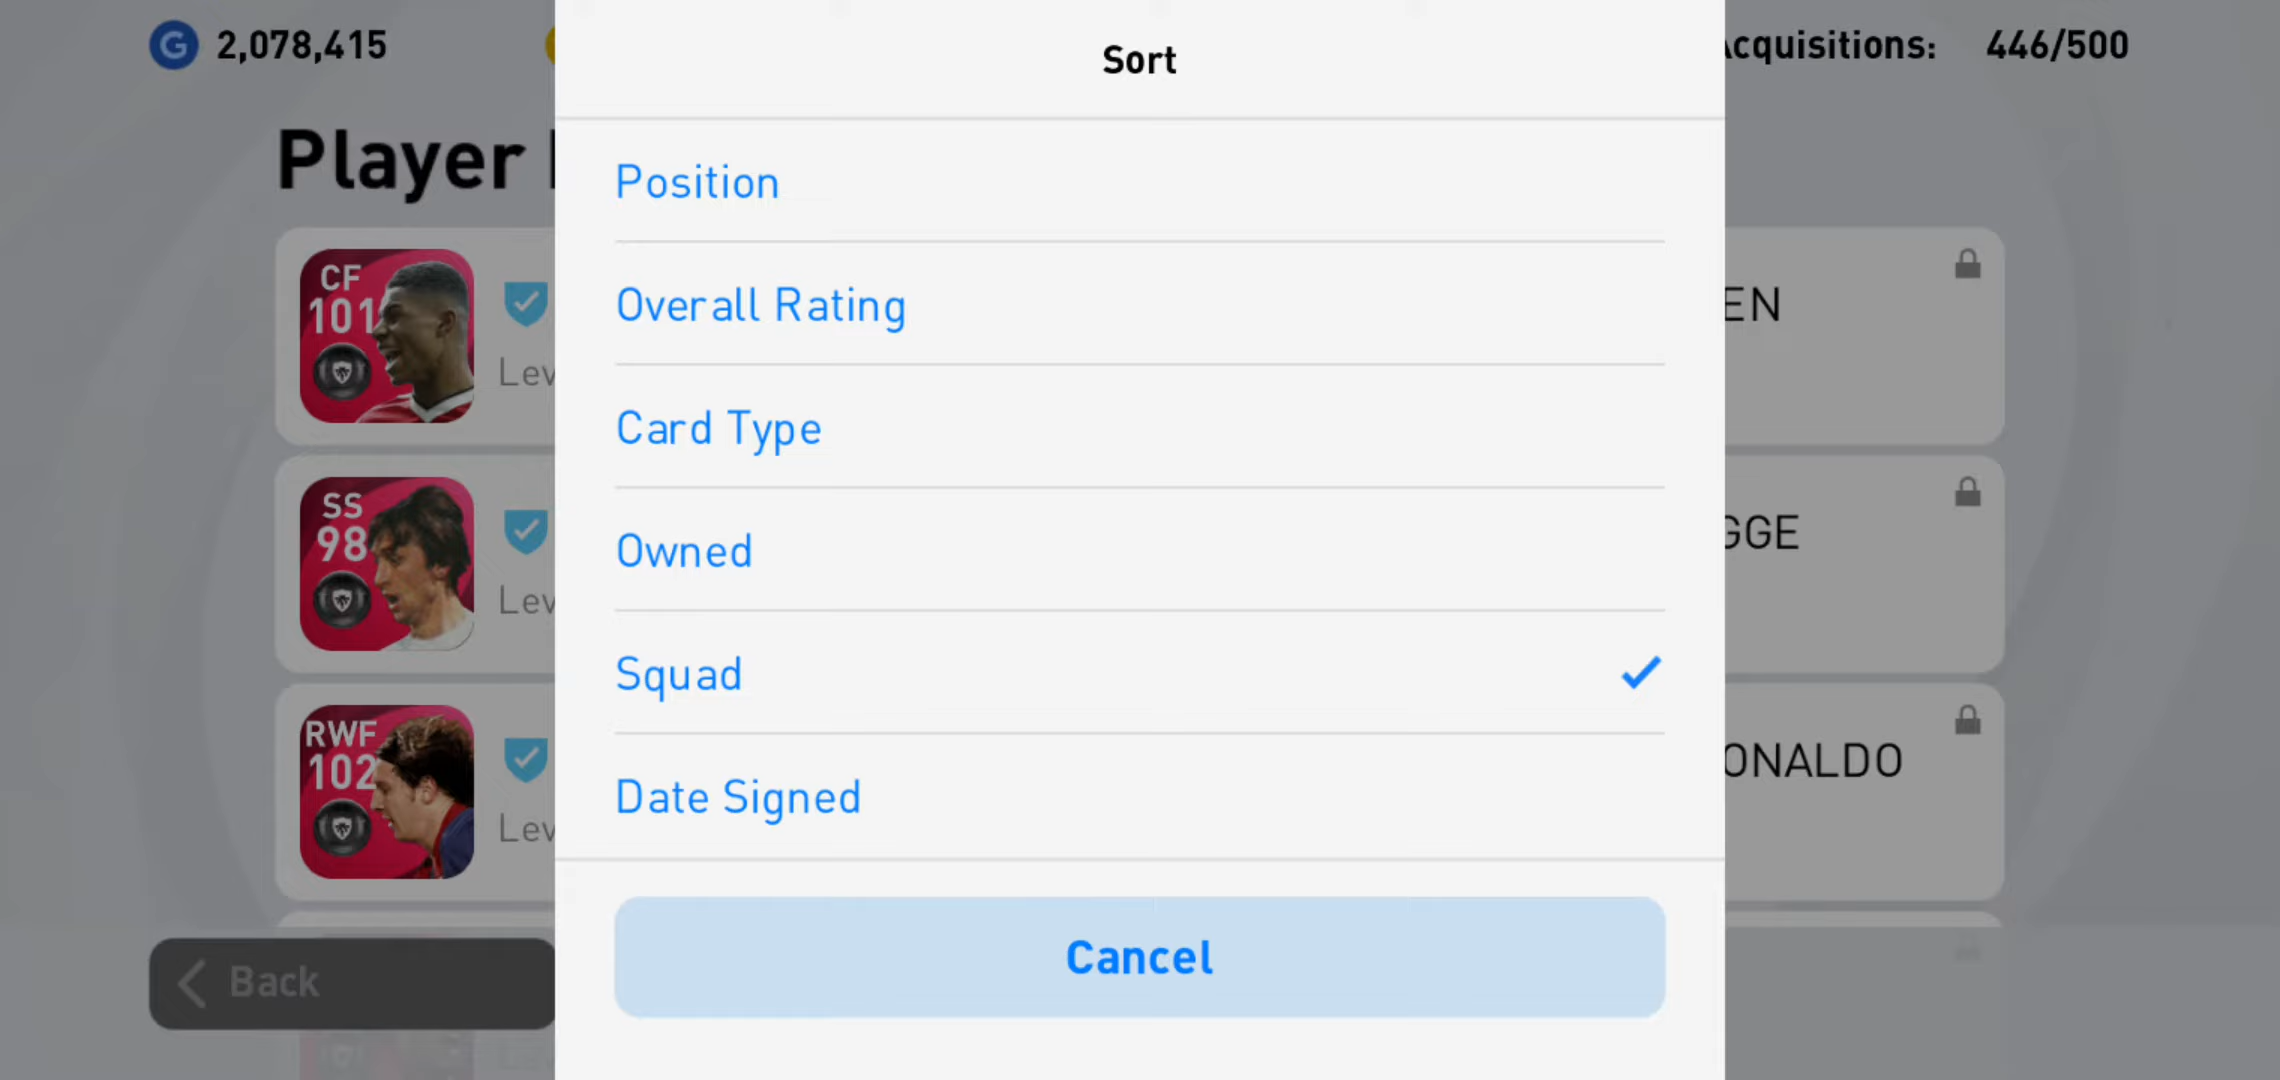 2,078,415
Sort
Acquisitions: 446/500
Player
Position
CF
101
Lev
EN
Overall Rating
Card Type
SS
98
Lev
GGE
Owned
Squad
RWF
102
Lev
ONALDO
Date Signed
Back
Cancel